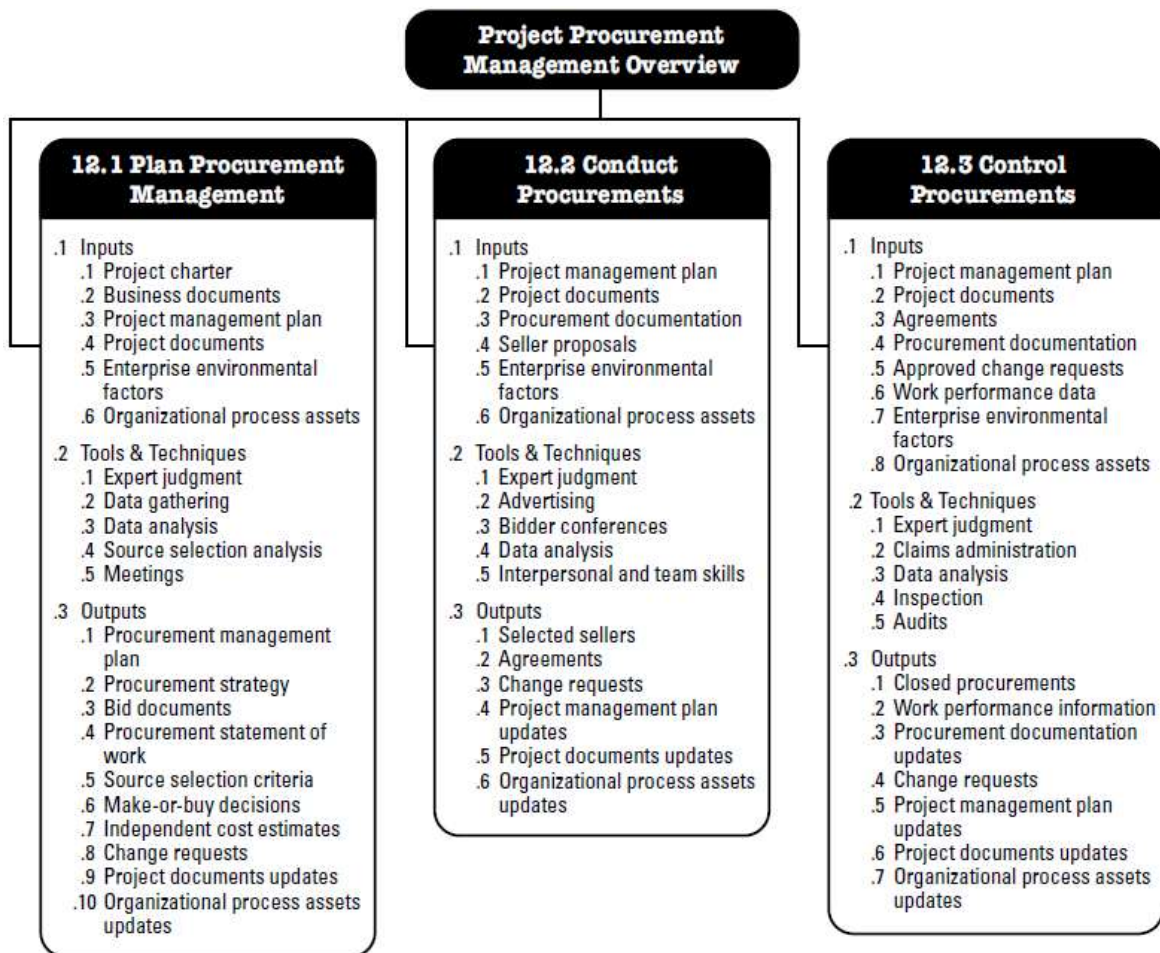 Project Procurement
Management Overview
12.1 Plan Procurement
Management
.1 Inputs
.1 Project charter
.2 Business documents
.3 Project management plan
.4 Project documents
.5 Enterprise environmental
factors
.6 Organizational process assets
.2 Tools & Techniques
.1 Expert judgment
.2 Data gathering
.3 Data analysis
.4 Source selection analysis
.5 Meetings
.3 Outputs
.1 Procurement management
plan
.2 Procurement strategy
.3 Bid documents
.4 Procurement statement of
work
.5 Source selection criteria
.6 Make-or-buy decisions
.7 Independent cost estimates
.8 Change requests
.9 Project documents updates
.10 Organizational process assets
updates
12.2 Conduct
Procurements
.1 Inputs
.1 Project management plan
.2 Project documents
.3 Procurement documentation
.4 Seller proposals
.5 Enterprise environmental
factors
.6 Organizational process assets
.2 Tools & Techniques
.1 Expert judgment
.2 Advertising
.3 Bidder conferences
.4 Data analysis
.5 Interpersonal and team skills
.3 Outputs
.1 Selected sellers
.2 Agreements
.3 Change requests
.4 Project management plan
updates
.5 Project documents updates
.6 Organizational process assets
updates
12.3 Control
Procurements
.1 Inputs
.1 Project management plan
.2 Project documents
.3 Agreements
.4 Procurement documentation
.5 Approved change requests
.6 Work performance data
.7 Enterprise environmental
factors
.8 Organizational process assets
.2 Tools & Techniques
.1 Expert judgment
.2 Claims administration
.3 Data analysis
.4 Inspection
.5 Audits
.3 Outputs
.1 Closed procurements
.2 Work performance information
.3 Procurement documentation
updates
.4 Change requests
.5 Project management plan
updates
.6 Project documents updates
.7 Organizational process assets
updates